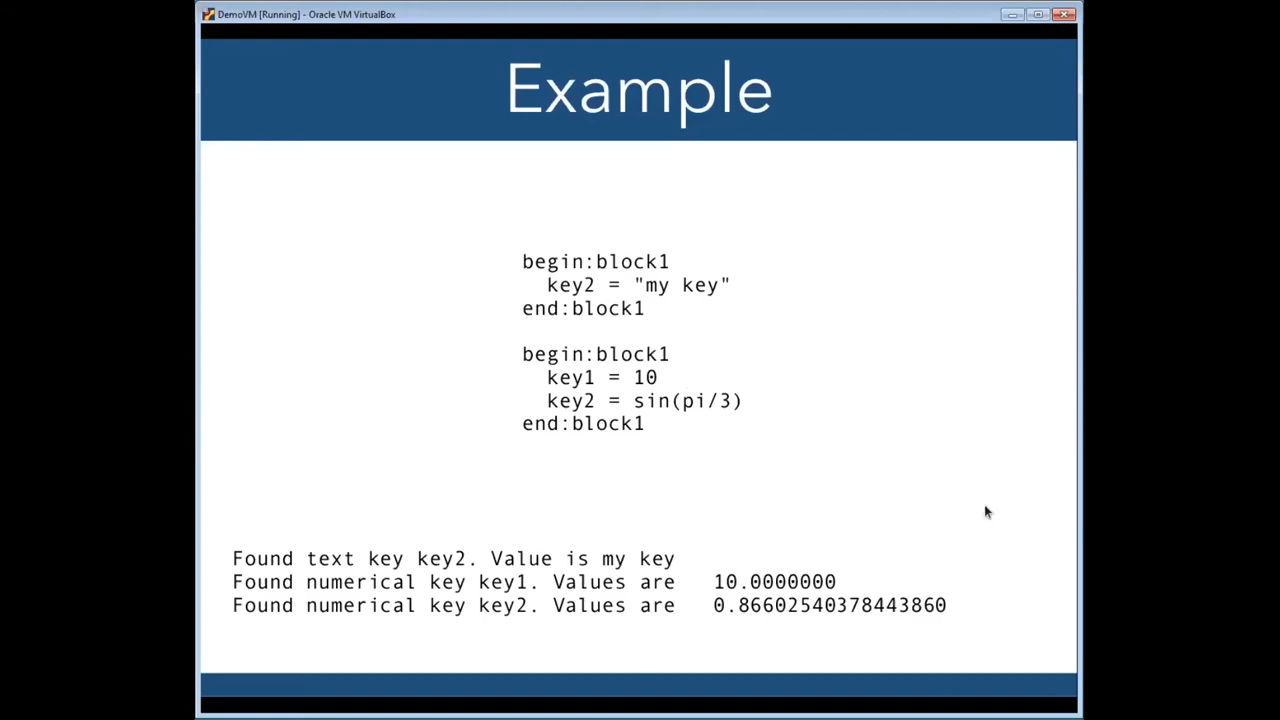 DemoVM [Running] - Oracle VM VirtualBox
Example
begin:block1
key2 = "my key"
end:block1
begin:block1
key1 = 10
key2 = sin(pi/3)
end:block1
Found text key key2. Value is my key
Found numerical key key1. Values are 10.0000000
Found numerical key key2. Values are 0.86602540378443860